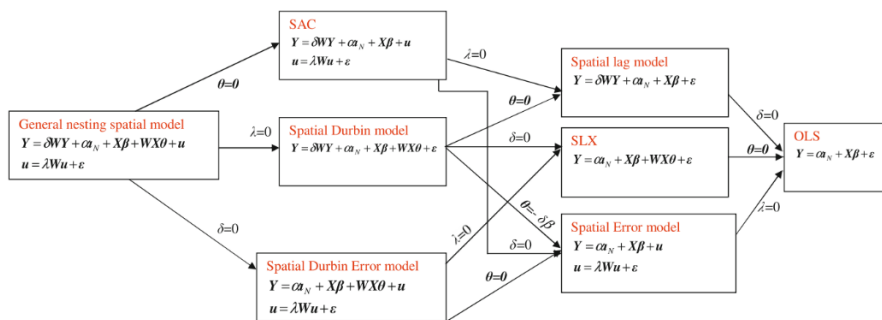 SAC
Y = δWY + αι_N + Xβ + u
u = λWu + ε
θ=0
λ=0
General nesting spatial model
Y = δWY + αι_N + Xβ + WXθ + u
u = λWu + ε
λ=0
Spatial Durbin model
Y = δWY + αι_N + Xβ + WXθ + ε
δ=0
Spatial Durbin Error model
Y = αι_N + Xβ + WXθ + u
u = λWu + ε
Spatial lag model
Y = δWY + αι_N + Xβ + ε
θ=0
δ=0
SLX
Y = αι_N + Xβ + WXθ + ε
θ=-δβ
λ=0
δ=0
θ=0
Spatial Error model
Y = αι_N + Xβ + u
u = λWu + ε
δ=0
θ=0
λ=0
OLS
Y = αι_N + Xβ + ε